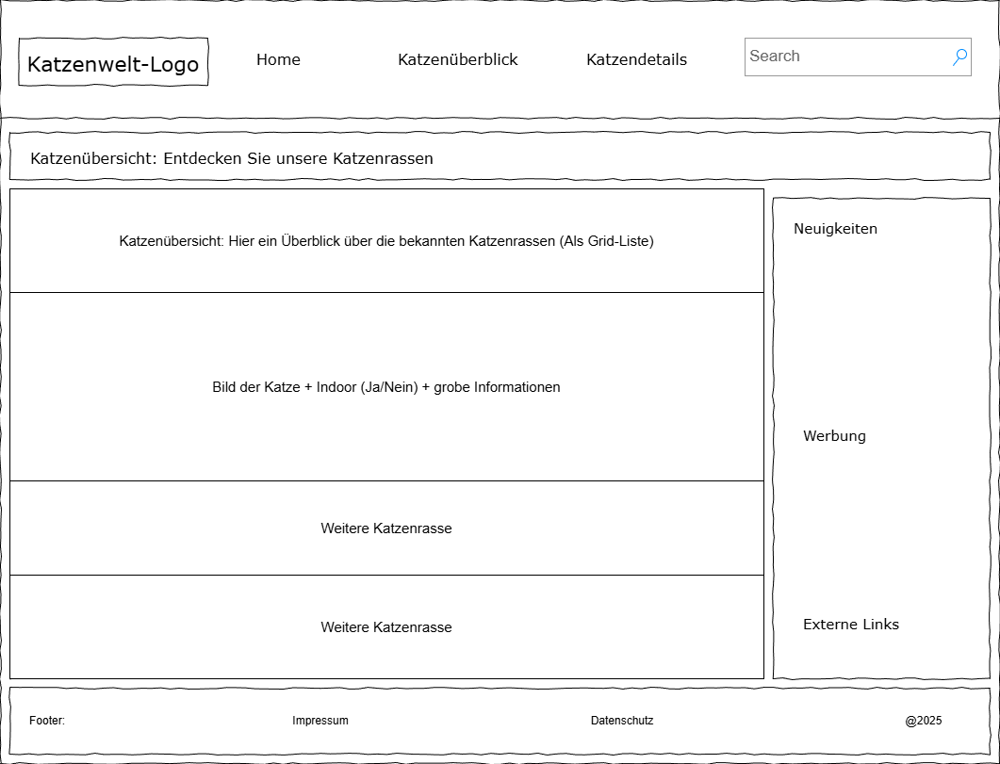 Katzenwelt-Logo
Home
Katzenüberblick
Katzendetails
Search
Katzenübersicht: Entdecken Sie unsere Katzenrassen
Katzenübersicht: Hier ein Überblick über die bekannten Katzenrassen (Als Grid-Liste)
Bild der Katze + Indoor (Ja/Nein) + grobe Informationen
Weitere Katzenrasse
Weitere Katzenrasse
Neuigkeiten
Werbung
Externe Links
Footer:
Impressum
Datenschutz
@2025